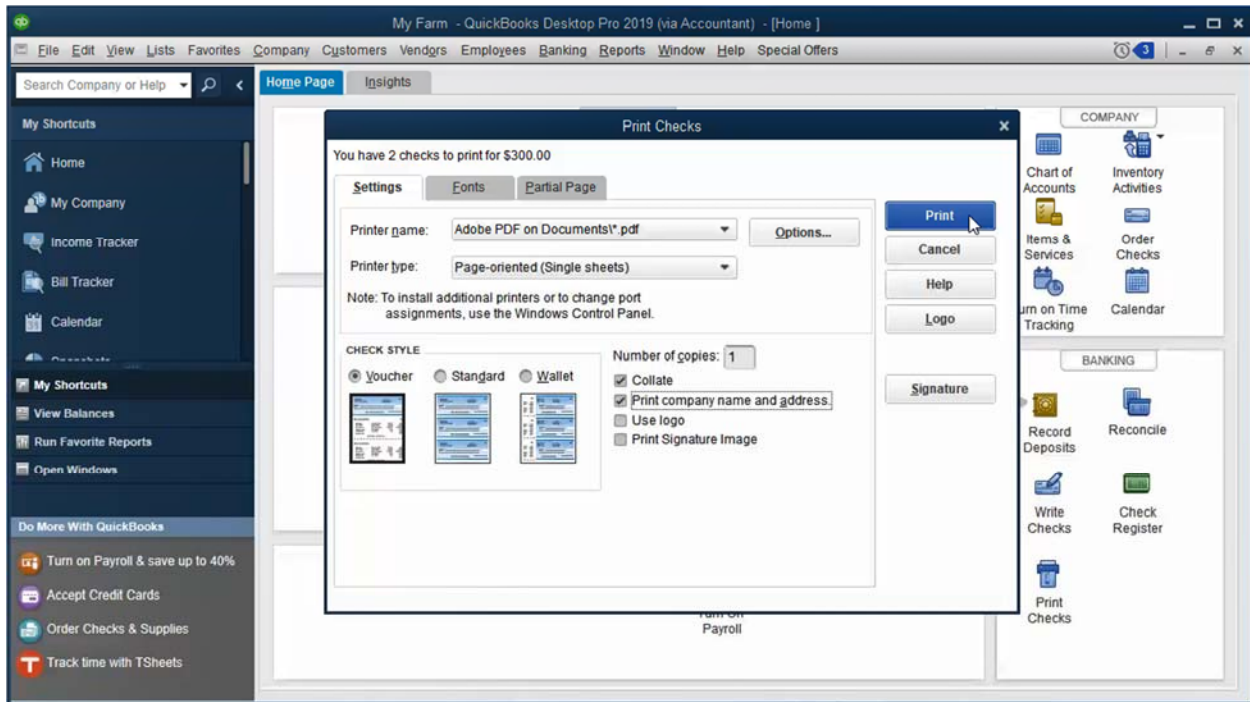 My Farm - QuickBooks Desktop Pro 2019 (via Accountant) - [Home ]
File Edit View Lists Favorites Company Customers Vendors Employees Banking Reports Window Help Special Offers
3
Search Company or Help
Home Page
Insights
My Shortcuts
Home
My Company
Income Tracker
Bill Tracker
Calendar
My Shortcuts
View Balances
Run Favorite Reports
Open Windows
Do More With QuickBooks
Turn on Payroll & save up to 40%
Accept Credit Cards
Order Checks & Supplies
Track time with TSheets
Print Checks
You have 2 checks to print for $300.00
Settings
Fonts
Partial Page
Printer name:
Adobe PDF on Documents\*.pdf
Options...
Printer type:
Page-oriented (Single sheets)
Note: To install additional printers or to change port
assignments, use the Windows Control Panel.
CHECK STYLE
Voucher
Standard
Wallet
Number of copies: 1
Collate
Print company name and address.
Use logo
Print Signature Image
Print
Cancel
Help
Logo
Signature
Payroll
COMPANY
Chart of
Accounts
Inventory
Activities
Items &
Services
Order
Checks
on Time
Tracking
Calendar
BANKING
Record
Deposits
Reconcile
Write
Checks
Check
Register
Print
Checks